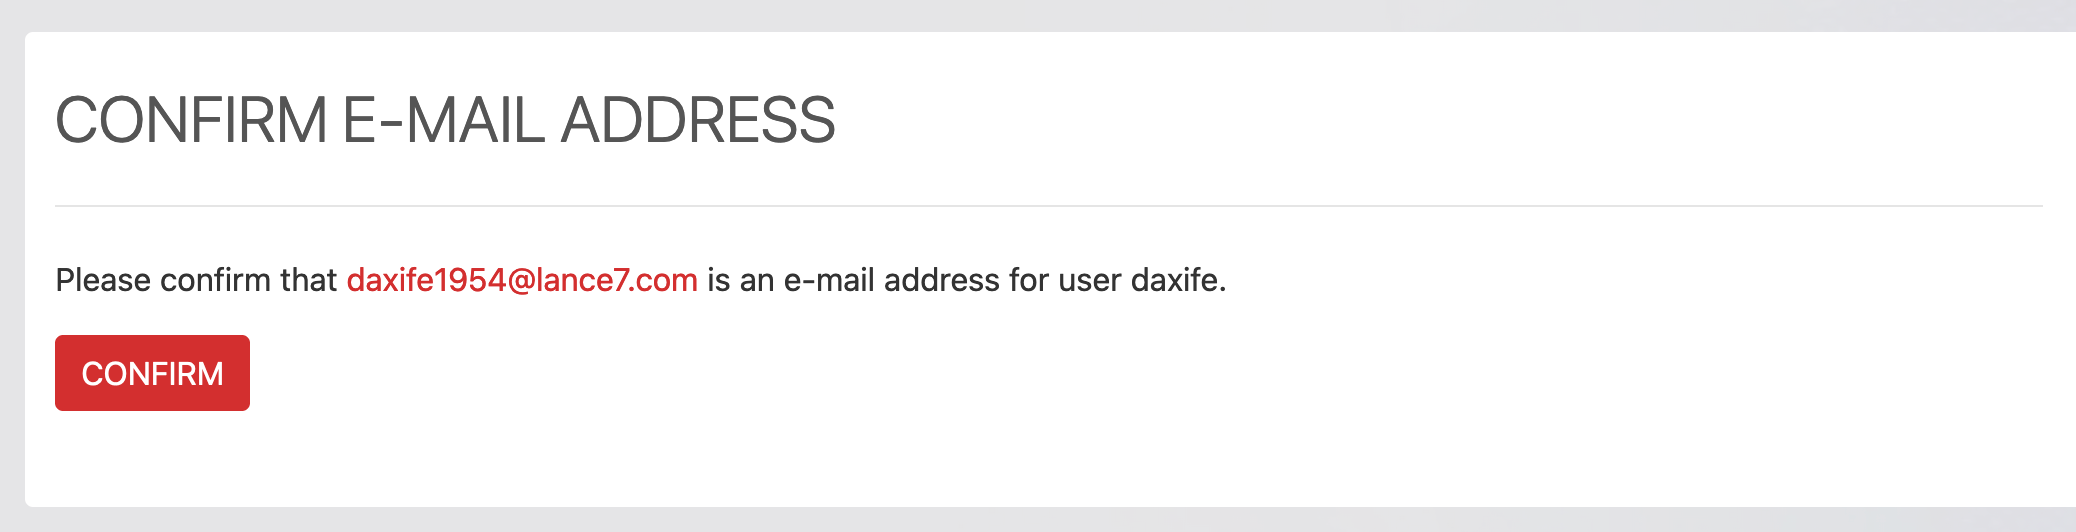 CONFIRM E-MAIL ADDRESS
Please confirm that daxife1954@lance7.com is an e-mail address for user daxife.
CONFIRM